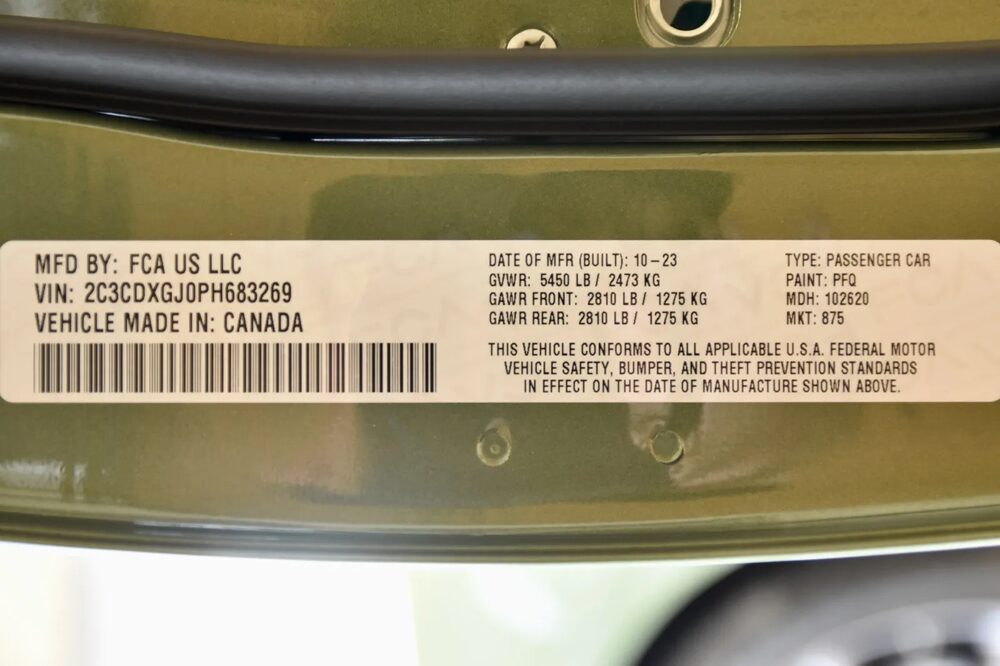 MFD BY: FCA US LLC
VIN: 2C3CDXGJ0PH683269
VEHICLE MADE IN: CANADA
DATE OF MFR (BUILT): 10-23
GVWR: 5450 LB / 2473 KG
GAWR FRONT: 2810 LB / 1275 KG
GAWR REAR: 2810 LB / 1275 KG
TYPE: PASSENGER CAR
PAINT: PFQ
MDH: 102620
MKT: 875
THIS VEHICLE CONFORMS TO ALL APPLICABLE U.S.A. FEDERAL MOTOR
VEHICLE SAFETY, BUMPER, AND THEFT PREVENTION STANDARDS
IN EFFECT ON THE DATE OF MANUFACTURE SHOWN ABOVE.